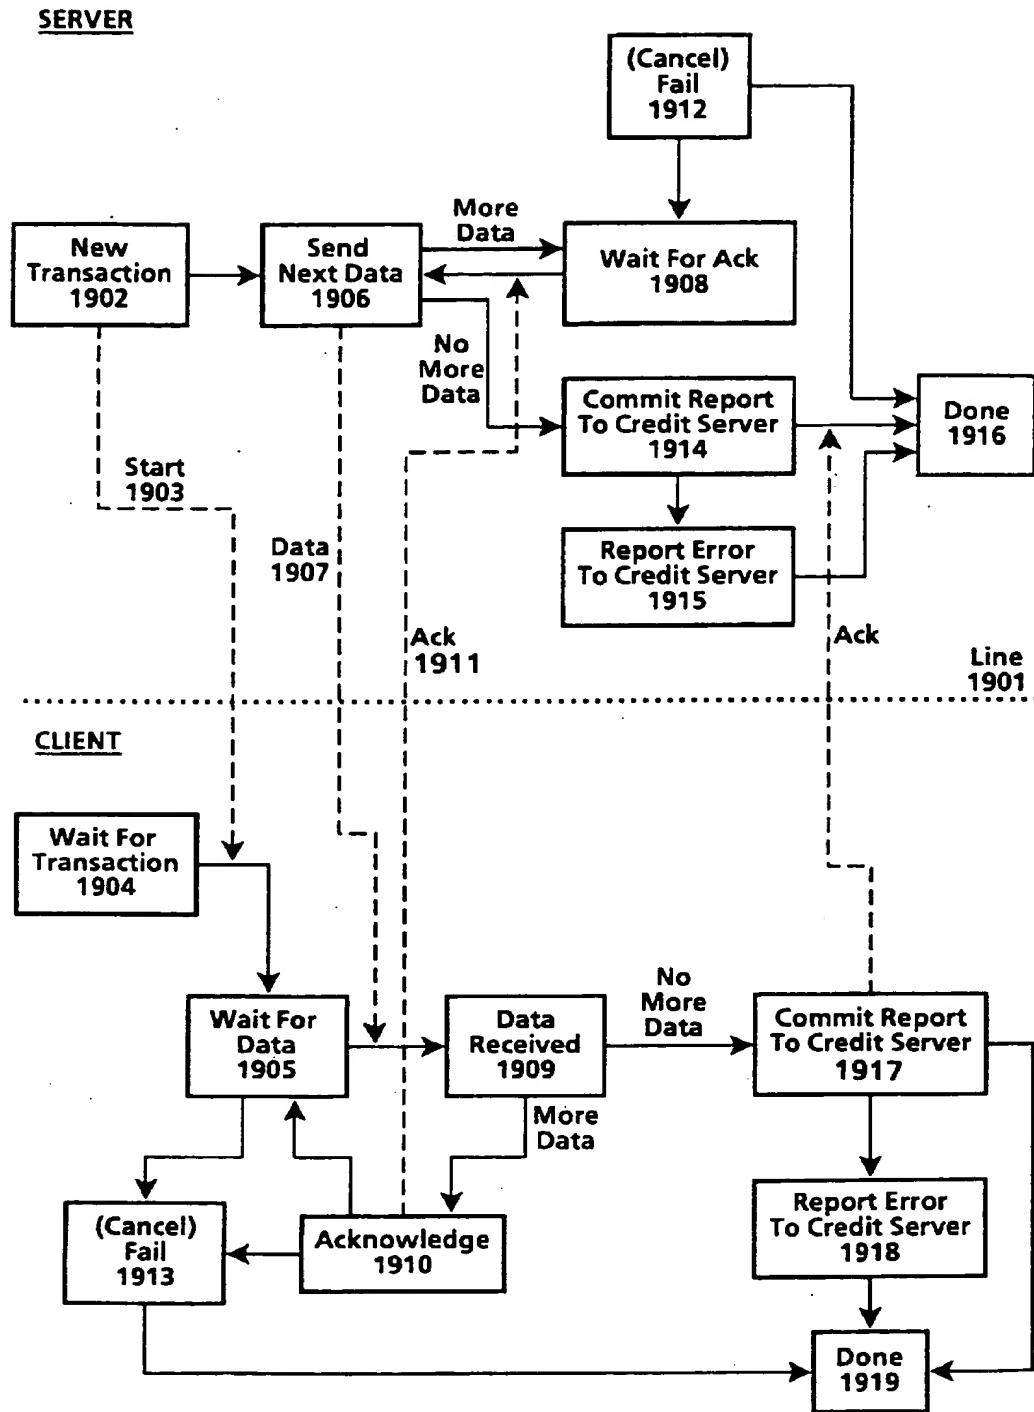 SERVER
(Cancel)
Fail
1912
New
Transaction
1902
Send
Next Data
1906
More
Data
Wait For Ack
1908
No
More
Data
Commit Report
To Credit Server
1914
Done
1916
Start
1903
Data
1907
Report Error
To Credit Server
1915
Ack
1911
Ack
Line
1901
CLIENT
Wait For
Transaction
1904
Wait For
Data
1905
Data
Received
1909
No
More
Data
Commit Report
To Credit Server
1917
More
Data
(Cancel)
Fail
1913
Acknowledge
1910
Report Error
To Credit Server
1918
Done
1919